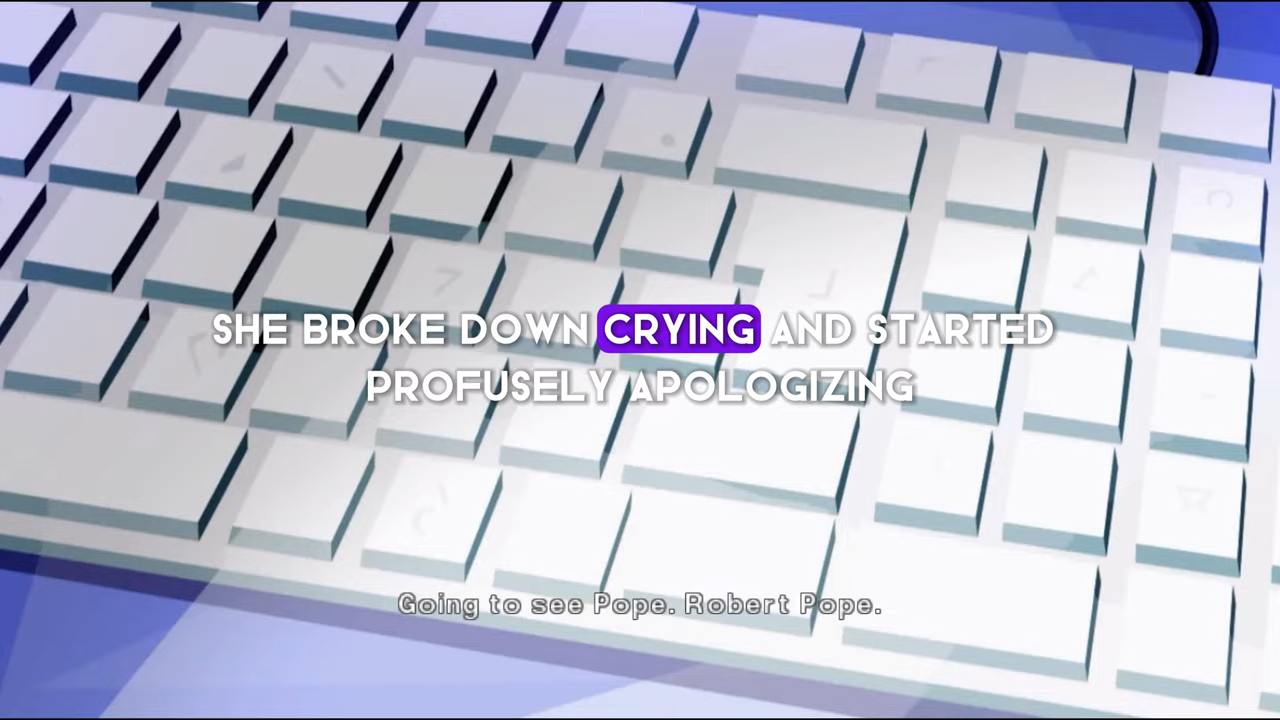 SHE BROKE DOWN CRYING AND STARTED
PROFUSELY APOLOGIZING
Going to see Pope. Robert Pope.